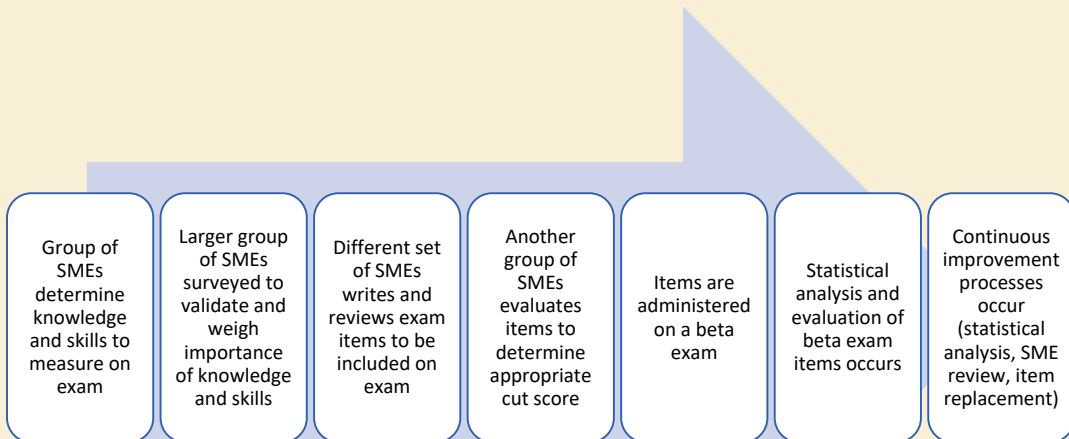 Group of
SMEs
determine
knowledge
and skills to
measure on
exam
Larger group
of SMEs
surveyed to
validate and
weigh
importance
of knowledge
and skills
Different set
of SMEs
writes and
reviews exam
items to be
included on
exam
Another
group of
SMEs
evaluates
items to
determine
appropriate
cut score
Items are
administered
on a beta
exam
Statistical
analysis and
evaluation of
beta exam
items occurs
Continuous
improvement
processes
occur
(statistical
analysis, SME
review, item
replacement)